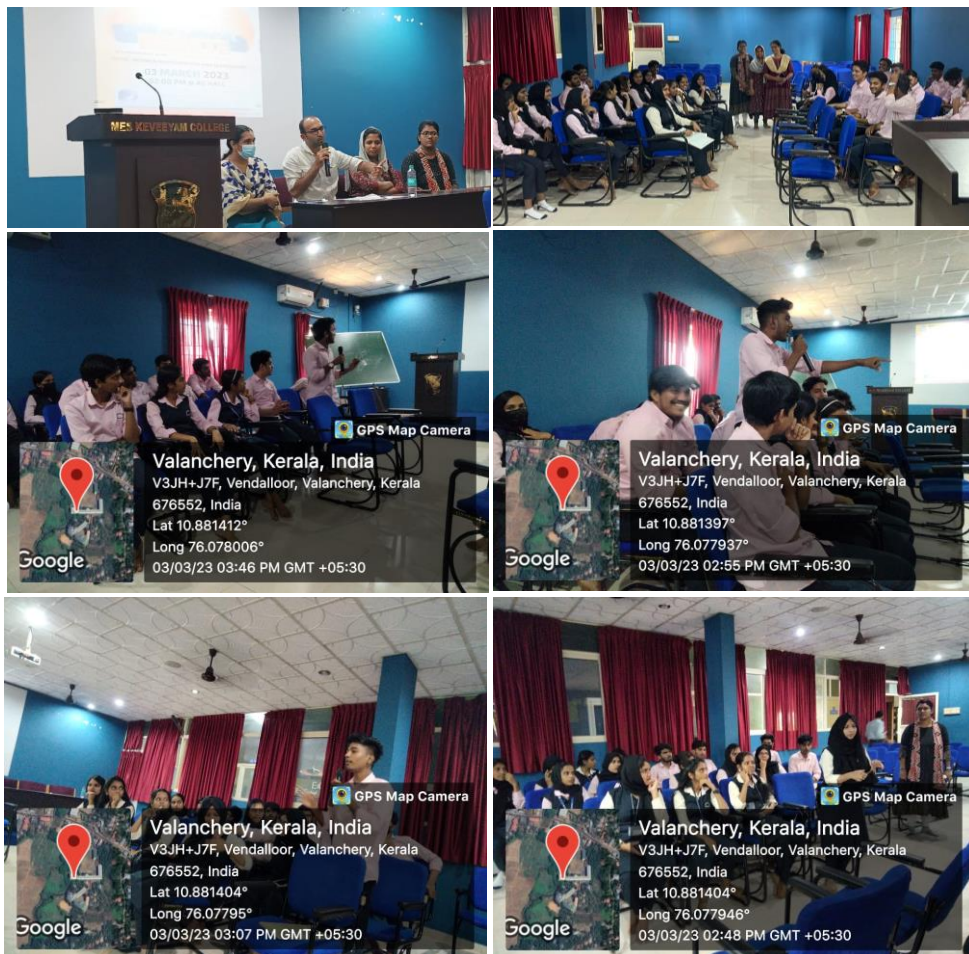 03 MARCH 2023
MES KEVEEYAM COLLEGE
GPS Map Camera
Valanchery, Kerala, India
V3JH+J7F, Vendalloor, Valanchery, Kerala
676552, India
Lat 10.881412°
Long 76.078006°
03/03/23 03:46 PM GMT +05:30
Google
GPS Map Camera
Valanchery, Kerala, India
V3JH+J7F, Vendalloor, Valanchery, Kerala
676552, India
Lat 10.881397°
Long 76.077937°
03/03/23 02:55 PM GMT +05:30
Google
GPS Map Camera
Valanchery, Kerala, India
V3JH+J7F, Vendalloor, Valanchery, Kerala
676552, India
Lat 10.881404°
Long 76.07795°
03/03/23 03:07 PM GMT +05:30
Google
GPS Map Camera
Valanchery, Kerala, India
V3JH+J7F, Vendalloor, Valanchery, Kerala
676552, India
Lat 10.881404°
Long 76.077946°
03/03/23 02:48 PM GMT +05:30
Google